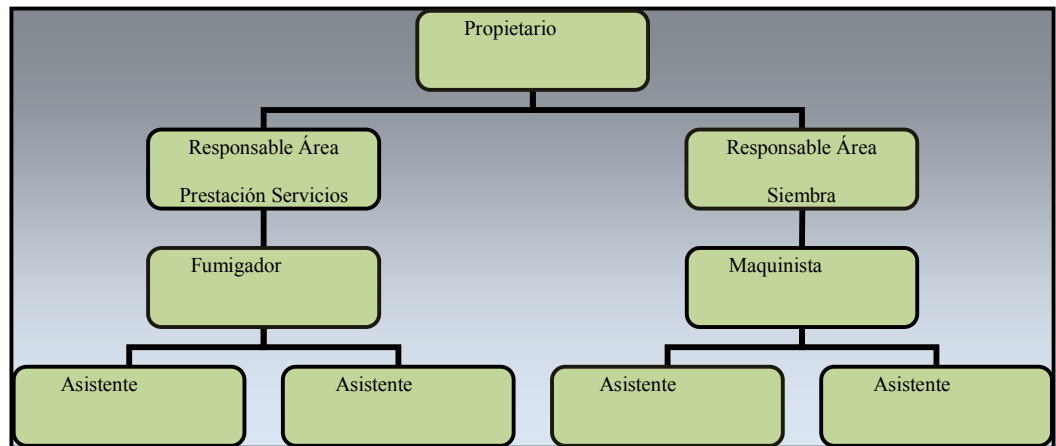 Propietario
Responsable Área
Prestación Servicios
Responsable Área
Siembra
Fumigador
Maquinista
Asistente
Asistente
Asistente
Asistente